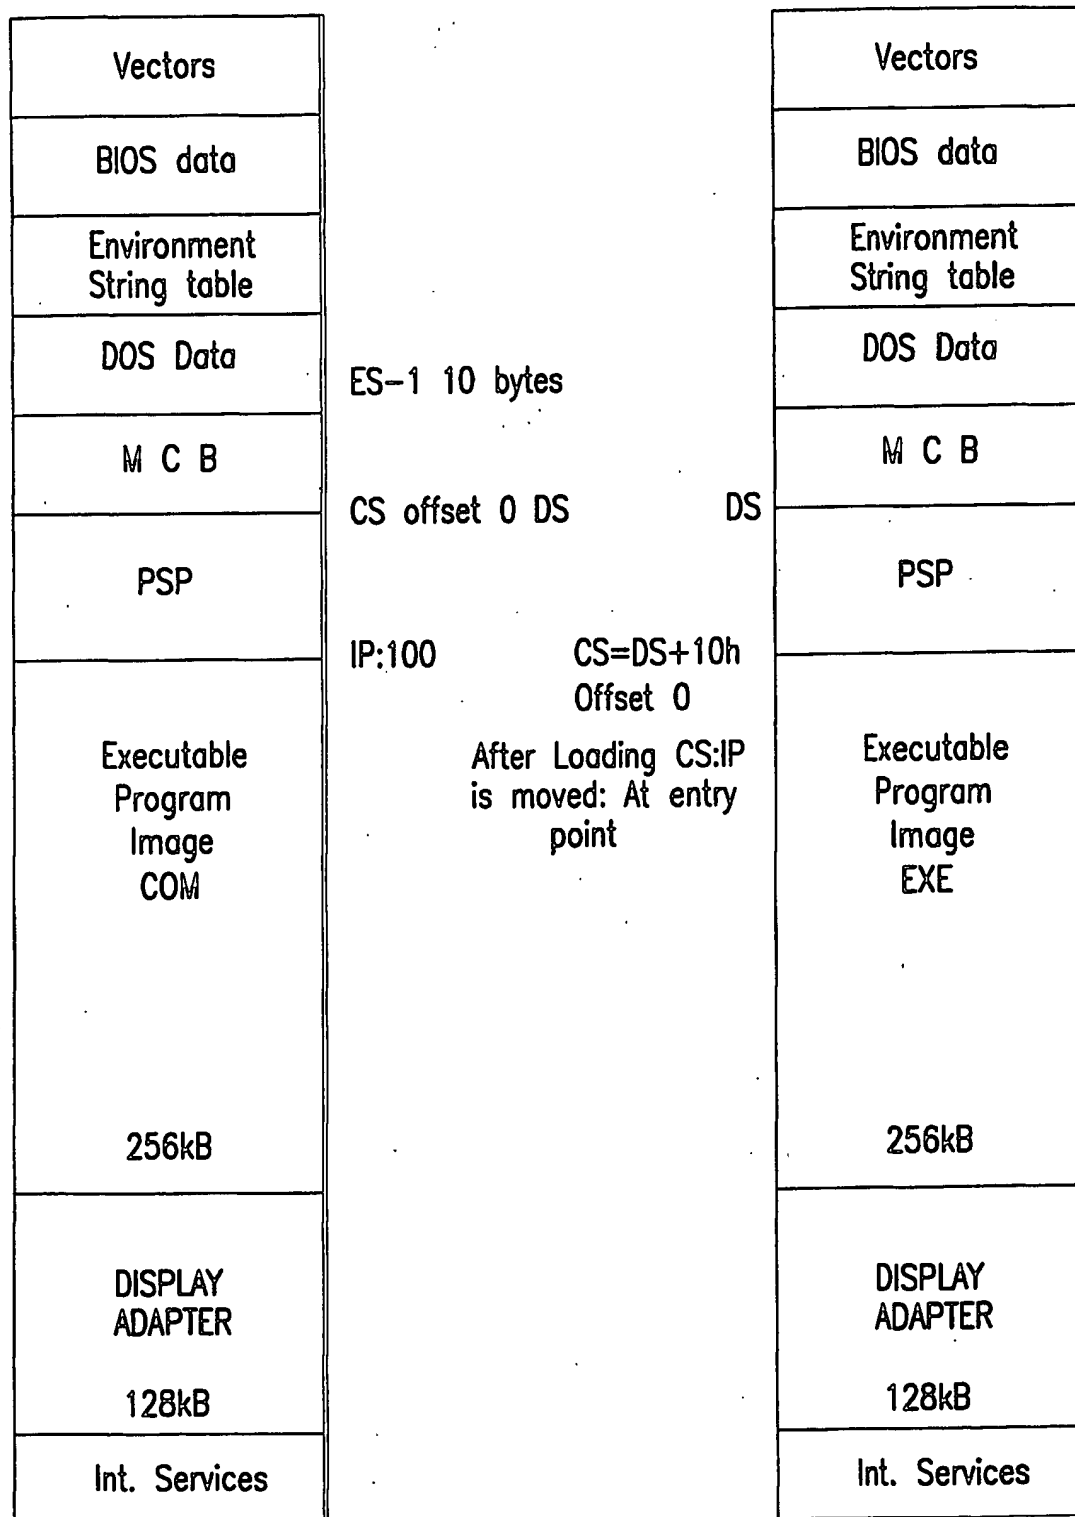 Vectors
BIOS data
Environment
String table
DOS Data
M C B
PSP
Executable
Program
Image
COM
256kB
DISPLAY
ADAPTER
128kB
Int. Services
ES-1 10 bytes
CS offset 0 DS
DS
IP:100
CS=DS+10h
Offset 0
After Loading CS:IP
is moved: At entry
point
Vectors
BIOS data
Environment
String table
DOS Data
M C B
PSP
Executable
Program
Image
EXE
256kB
DISPLAY
ADAPTER
128kB
Int. Services